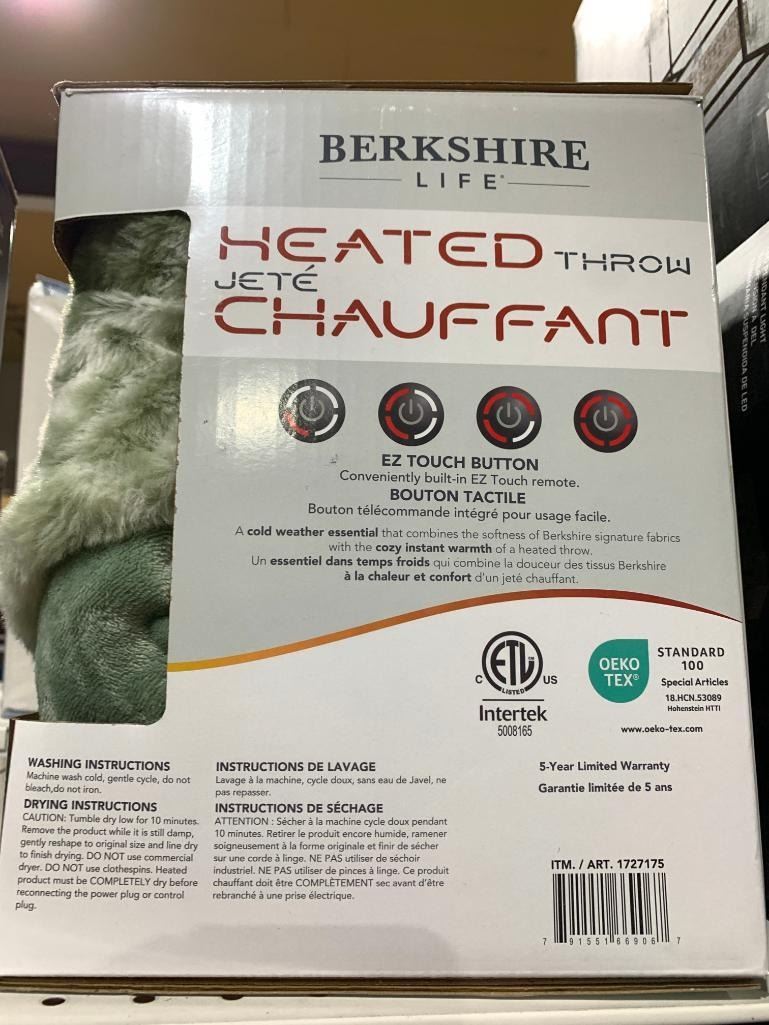 BERKSHIRE
LIFE®
HEATED THROW
JETÉ
CHAUFFANT
EZ TOUCH BUTTON
Conveniently built-in EZ Touch remote.
BOUTON TACTILE
Bouton télécommande intégré pour usage facile.
A cold weather essential that combines the softness of Berkshire signature fabrics
with the cozy instant warmth of a heated throw.
Un essentiel dans temps froids qui combine la douceur des tissus Berkshire
à la chaleur et confort d'un jeté chauffant.
C ETL US
LISTED
Intertek
5008165
OEKO
TEX®
STANDARD
100
Special Articles
18.HCN.53089
Hohenstein HTTI
www.oeko-tex.com
WASHING INSTRUCTIONS
Machine wash cold, gentle cycle, do not
bleach,do not iron.
DRYING INSTRUCTIONS
CAUTION: Tumble dry low for 10 minutes.
Remove the product while it is still damp,
gently reshape to original size and line dry
to finish drying. DO NOT use commercial
dryer. DO NOT use clothespins. Heated
product must be COMPLETELY dry before
reconnecting the power plug or control
plug.
INSTRUCTIONS DE LAVAGE
Lavage à la machine, cycle doux, sans eau de Javel, ne
pas repasser.
INSTRUCTIONS DE SÉCHAGE
ATTENTION : Sécher à la machine cycle doux pendant
10 minutes. Retirer le produit encore humide, ramener
soigneusement à la forme originale et finir de sécher
sur une corde à linge. NE PAS utiliser de séchoir
industriel. NE PAS utiliser de pinces à linge. Ce produit
chauffant doit être COMPLÈTEMENT sec avant d'être
rebranché à une prise électrique.
5-Year Limited Warranty
Garantie limitée de 5 ans
ITM. / ART. 1727175
7 91551 66906 7
LIGHT
SUSPENDIDA DE LED